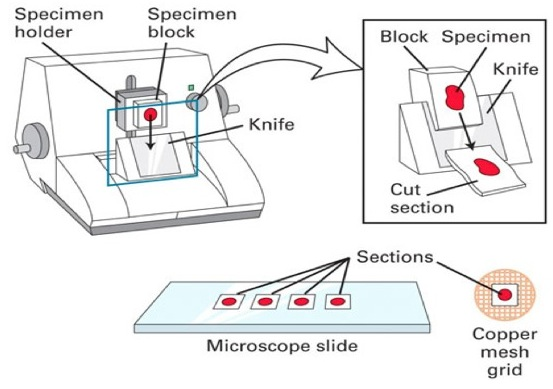 Specimen
holder
Specimen
block
Knife
Block
Specimen
Knife
Cut
section
Sections
Microscope slide
Copper
mesh
grid